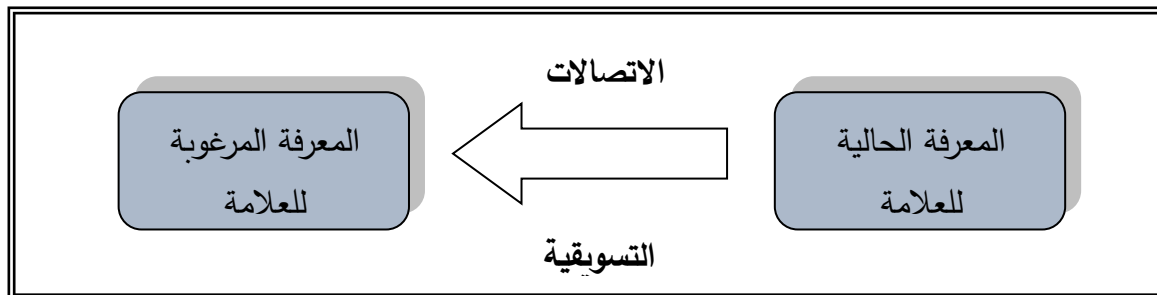 الاتصالات
المعرفة الحالية
للعلامة
المعرفة المرغوبة
للعلامة
التسويقية